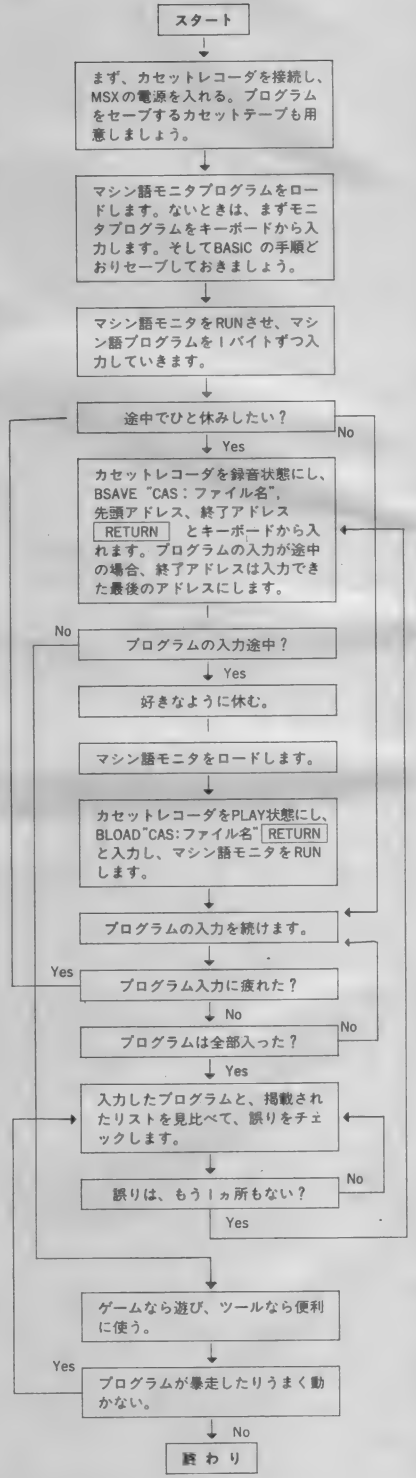 スタート
まず、カセットレコーダを接続し、
MSXの電源を入れる。プログラム
をセーブするカセットテープも用
意しましょう。
マシン語モニタプログラムをロー
ドします。ないときは、まずモニ
タプログラムをキーボードから入
力します。そしてBASICの手順ど
おりセーブしておきましょう。
マシン語モニタをRUNさせ、マシ
ン語プログラムを1バイトずつ入
力していきます。
途中でひと休みしたい？
No
Yes
カセットレコーダを録音状態にし、
BSAVE "CAS：ファイル名",
先頭アドレス、終了アドレス
RETURN とキーボードから入
れます。プログラムの入力が途中
の場合、終了アドレスは入力でき
た最後のアドレスにします。
No
プログラムの入力途中？
Yes
好きなように休む。
マシン語モニタをロードします。
カセットレコーダをPLAY状態にし、
BLOAD"CAS:ファイル名" RETURN
と入力し、マシン語モニタをRUN
します。
プログラムの入力を続けます。
Yes
プログラム入力に疲れた？
No
プログラムは全部入った？
No
Yes
入力したプログラムと、掲載され
たリストを見比べて、誤りをチェ
ックします。
誤りは、もう1ヵ所もない？
No
Yes
ゲームなら遊び、ツールなら便利
に使う。
Yes
プログラムが暴走したりうまく動
かない。
No
終わり